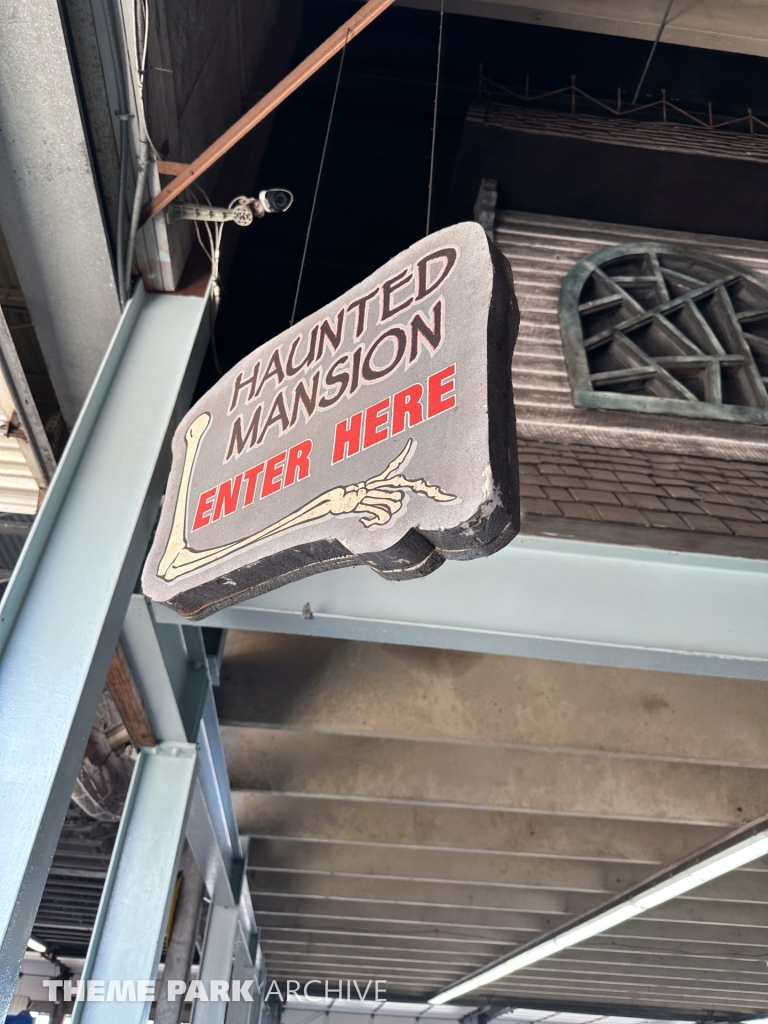 HAUNTED
MANSION
ENTER HERE
THEME PARK ARCHIVE